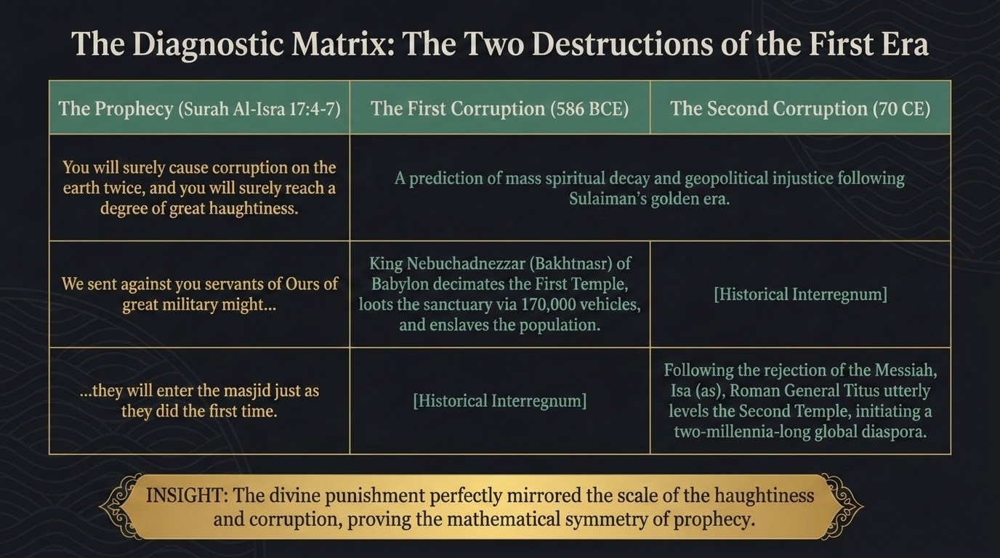 The Diagnostic Matrix: The Two Destructions of the First Era
The Prophecy (Surah Al-Isra 17:4-7)
The First Corruption (586 BCE)
The Second Corruption (70 CE)
You will surely cause corruption on the
earth twice, and you will surely reach a
degree of great haughtiness.
A prediction of mass spiritual decay and geopolitical injustice following
Sulaiman's golden era.
We sent against you servants of Ours of
great military might...
King Nebuchadnezzar (Bakhtnasr) of
Babylon decimates the First Temple,
loots the sanctuary via 170,000 vehicles,
and enslaves the population.
[Historical Interregnum]
...they will enter the masjid just as
they did the first time.
[Historical Interregnum]
Following the rejection of the Messiah,
Isa (as), Roman General Titus utterly
levels the Second Temple, initiating a
two-millennia-long global diaspora.
INSIGHT: The divine punishment perfectly mirrored the scale of the haughtiness
and corruption, proving the mathematical symmetry of prophecy.